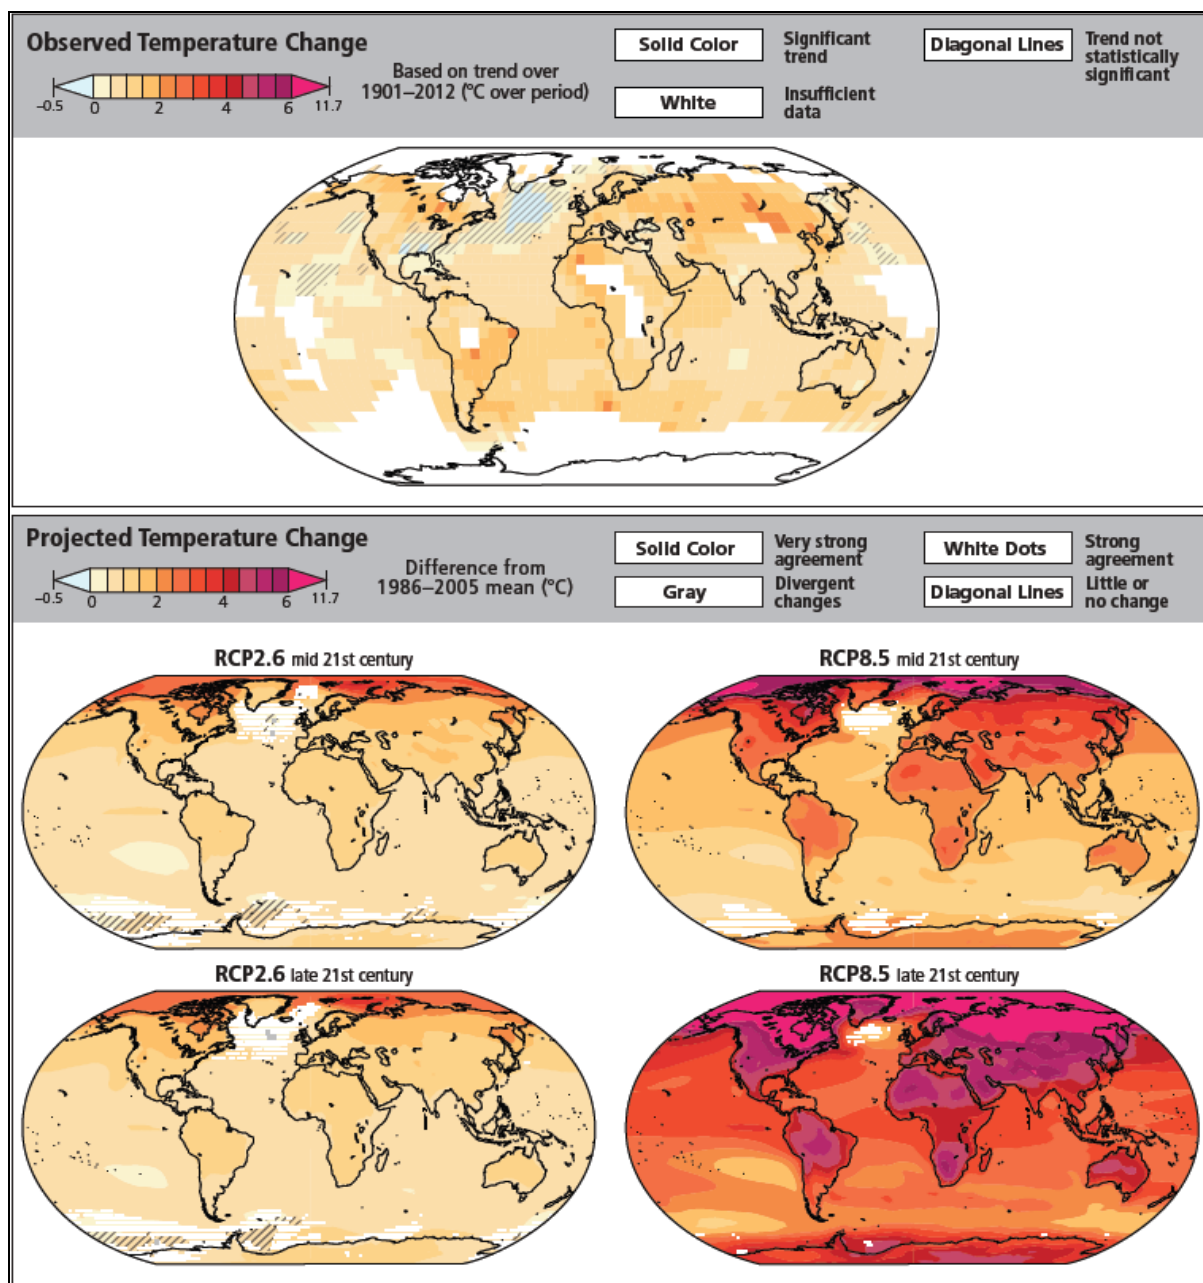 Observed Temperature Change
−0.5 0 2 4 6 11.7
Based on trend over
1901–2012 (°C over period)
Solid Color
Significant
trend
Diagonal Lines
Trend not
statistically
significant
White
Insufficient
data
Projected Temperature Change
−0.5 0 2 4 6 11.7
Difference from
1986–2005 mean (°C)
Solid Color
Very strong
agreement
White Dots
Strong
agreement
Gray
Divergent
changes
Diagonal Lines
Little or
no change
RCP2.6 mid 21st century
RCP8.5 mid 21st century
RCP2.6 late 21st century
RCP8.5 late 21st century